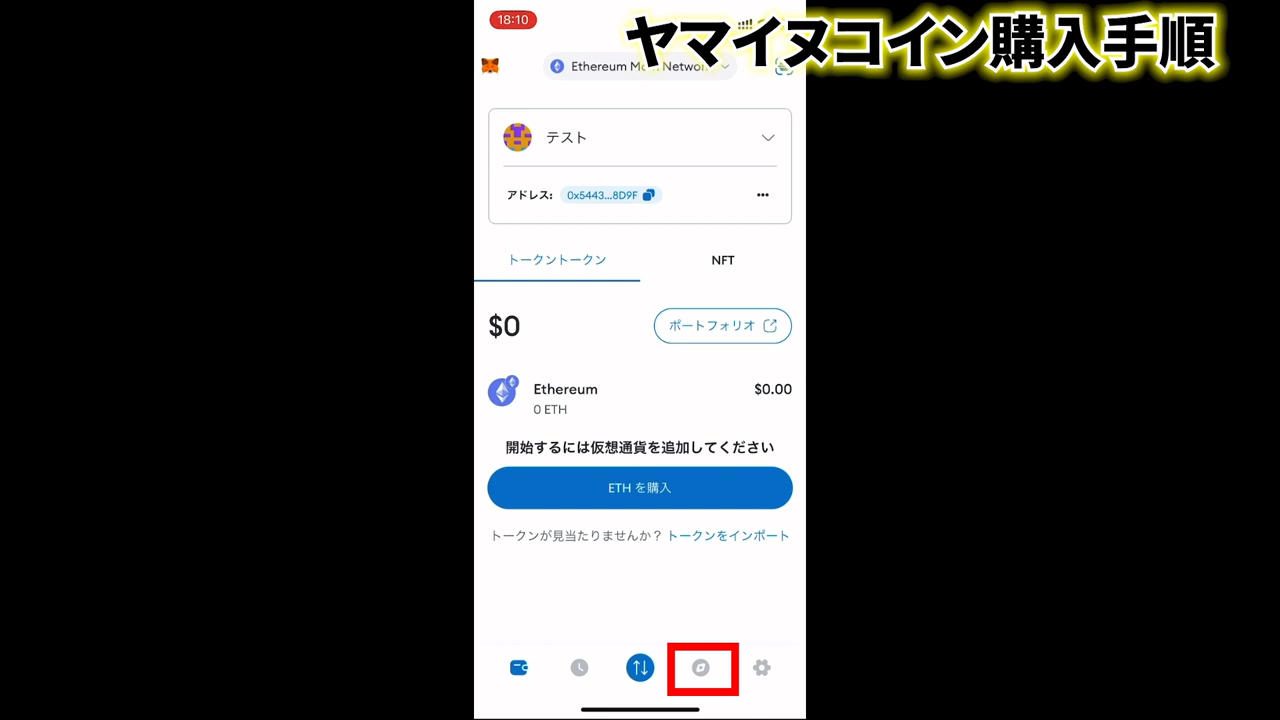 18:10
ヤマイヌコイン購入手順
Ethereum M
Networ
テスト
アドレス: 0x5443...8D9F
トークントークン
NFT
$0
ポートフォリオ
Ethereum
$0.00
0 ETH
開始するには仮想通貨を追加してください
ETH を購入
トークンが見当たりませんか？ トークンをインポート